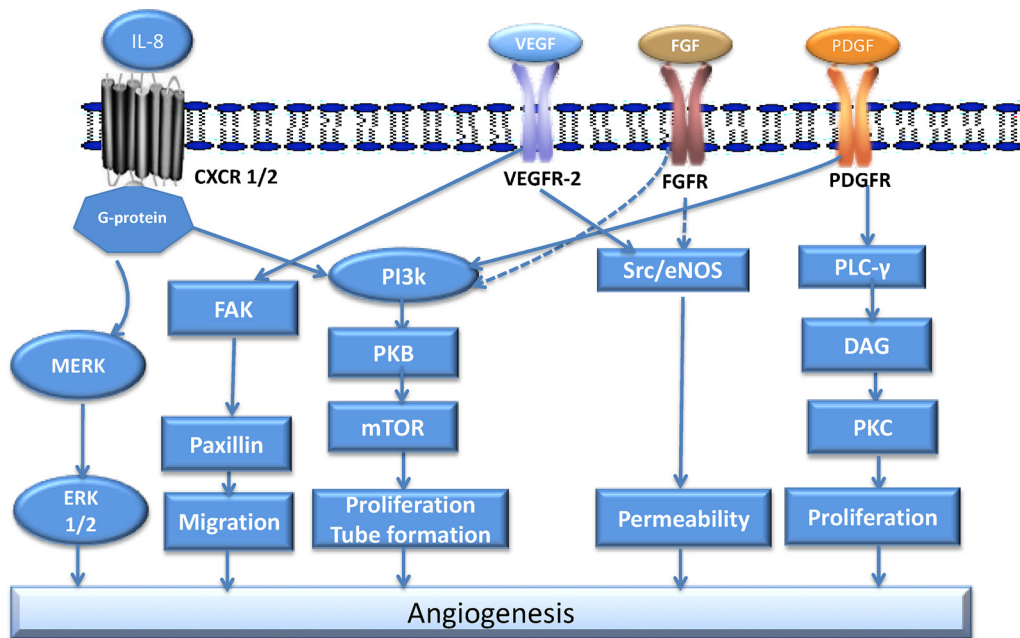 IL-8
VEGF
FGF
PDGF
CXCR 1/2
VEGFR-2
FGFR
PDGFR
G-protein
PI3k
Src/eNOS
PLC-γ
FAK
MERK
PKB
DAG
Paxillin
mTOR
PKC
ERK
1/2
Migration
Proliferation
Tube formation
Permeability
Proliferation
Angiogenesis